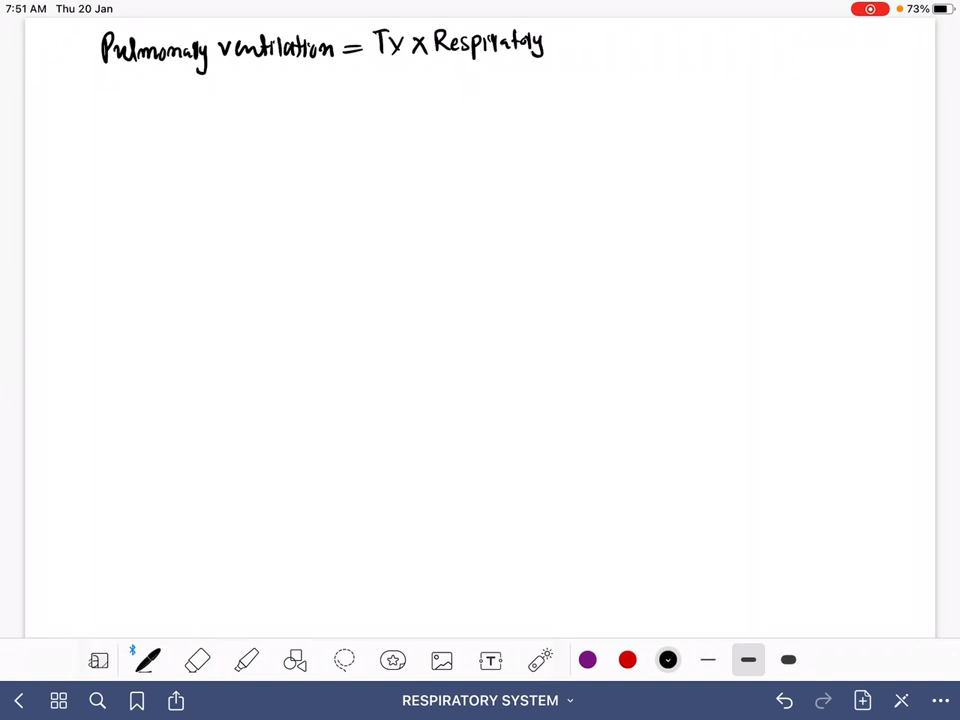 7:51 AM Thu 20 Jan 73%
Pulmonary ventilation = Tv x Respiratory
T
RESPIRATORY SYSTEM